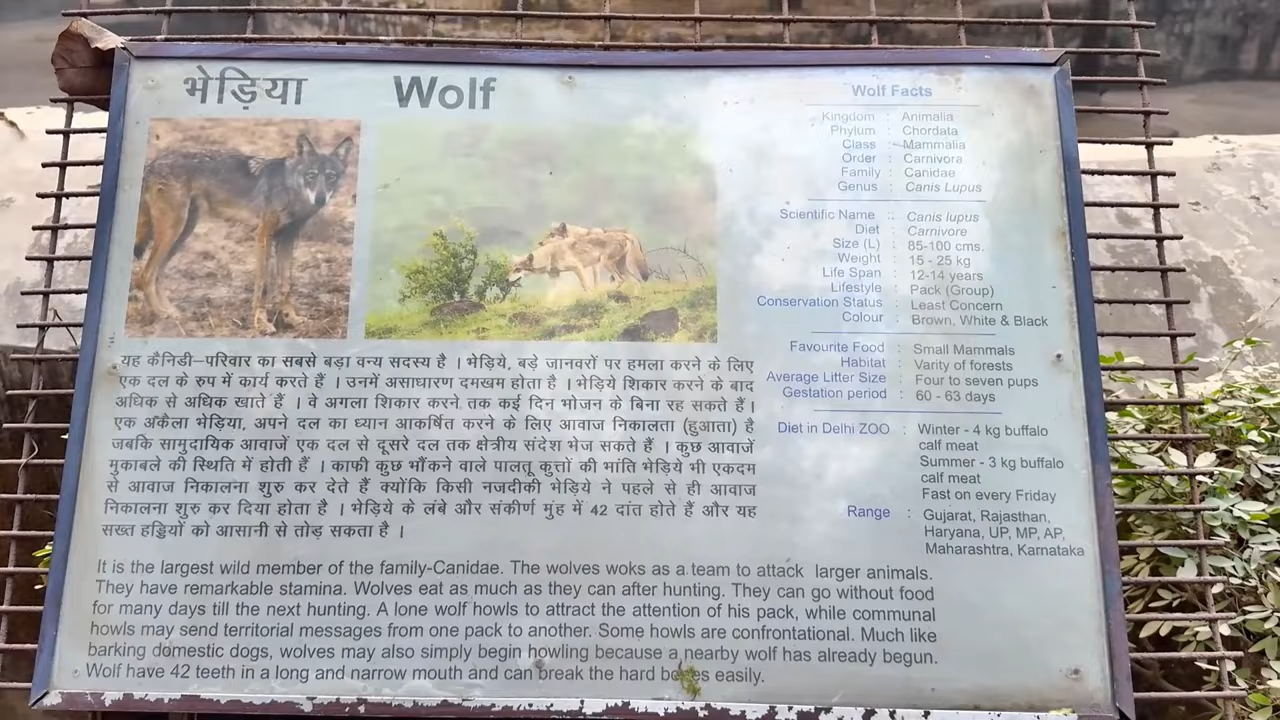 भेड़िया Wolf
यह कैनिडी–परिवार का सबसे बड़ा वन्य सदस्य है । भेड़िये, बड़े जानवरों पर हमला करने के लिए
एक दल के रुप में कार्य करते हैं । उनमें असाधारण दमखम होता है । भेड़िये शिकार करने के बाद
अधिक से अधिक खाते हैं । वे अगला शिकार करने तक कई दिन भोजन के बिना रह सकते हैं।
एक अकेला भेड़िया, अपने दल का ध्यान आकर्षित करने के लिए आवाज निकालता (हुआता) है
जबकि सामुदायिक आवाजें एक दल से दूसरे दल तक क्षेत्रीय संदेश भेज सकते हैं । कुछ आवाजें
मुकाबले की स्थिति में होती हैं । काफी कुछ भौंकने वाले पालतू कुत्तों की भांति भेड़िये भी एकदम
से आवाज निकालना शुरु कर देते हैं क्योंकि किसी नजदीकी भेड़िये ने पहले से ही आवाज
निकालना शुरु कर दिया होता है । भेड़िये के लंबे और संकीर्ण मुंह में 42 दांत होते हैं और यह
सख्त हड्डियों को आसानी से तोड़ सकता है ।
It is the largest wild member of the family-Canidae. The wolves woks as a team to attack larger animals.
They have remarkable stamina. Wolves eat as much as they can after hunting. They can go without food
for many days till the next hunting. A lone wolf howls to attract the attention of his pack, while communal
howls may send territorial messages from one pack to another. Some howls are confrontational. Much like
barking domestic dogs, wolves may also simply begin howling because a nearby wolf has already begun.
Wolf have 42 teeth in a long and narrow mouth and can break the hard bones easily.
Wolf Facts
Kingdom : Animalia
Phylum : Chordata
Class : Mammalia
Order : Carnivora
Family : Canidae
Genus : Canis Lupus
Scientific Name : Canis lupus
Diet : Carnivore
Size (L) : 85-100 cms.
Weight : 15 - 25 kg
Life Span : 12-14 years
Lifestyle : Pack (Group)
Conservation Status : Least Concern
Colour : Brown, White & Black
Favourite Food : Small Mammals
Habitat : Varity of forests
Average Litter Size : Four to seven pups
Gestation period : 60 - 63 days
Diet in Delhi ZOO : Winter - 4 kg buffalo
calf meat
Summer - 3 kg buffalo
calf meat
Fast on every Friday
Range : Gujarat, Rajasthan,
Haryana, UP, MP, AP,
Maharashtra, Karnataka